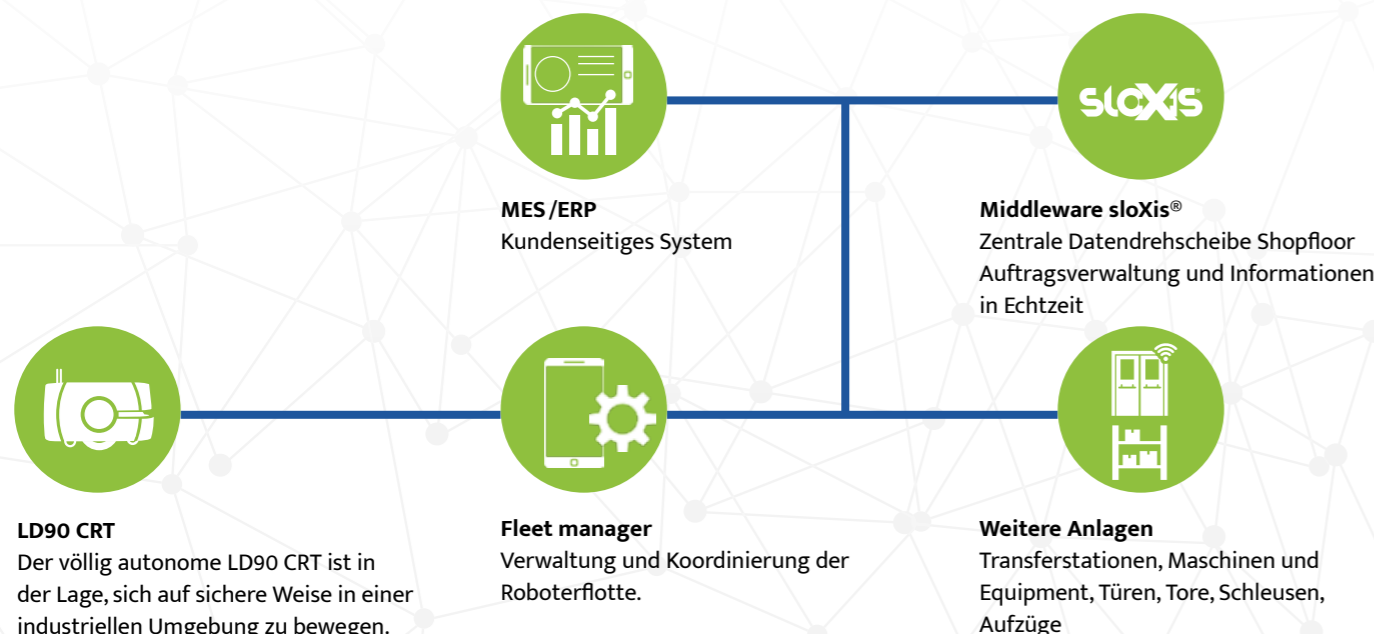 sloXis
MES/ERP
Kundenseitiges System
Middleware sloXis®
Zentrale Datendrehscheibe Shopfloor
Auftragsverwaltung und Informationen
in Echtzeit
LD90 CRT
Der völlig autonome LD90 CRT ist in
der Lage, sich auf sichere Weise in einer
industriellen Umgebung zu bewegen.
Fleet manager
Verwaltung und Koordinierung der
Roboterflotte.
Weitere Anlagen
Transferstationen, Maschinen und
Equipment, Türen, Tore, Schleusen,
Aufzüge